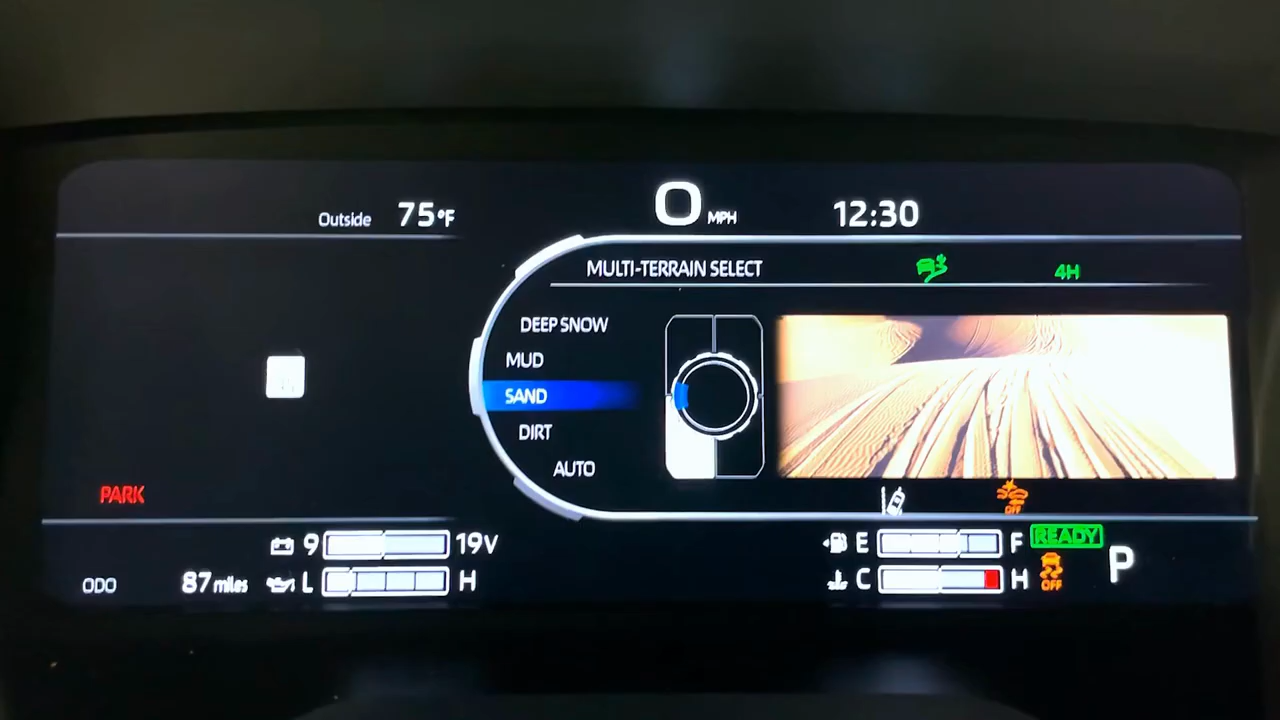 Outside 75°F
0 MPH
12:30
MULTI-TERRAIN SELECT
4H
DEEP SNOW
MUD
SAND
DIRT
AUTO
PARK
OFF
9 19V
E F
READY
P
ODO 87 miles
L H
C H
OFF